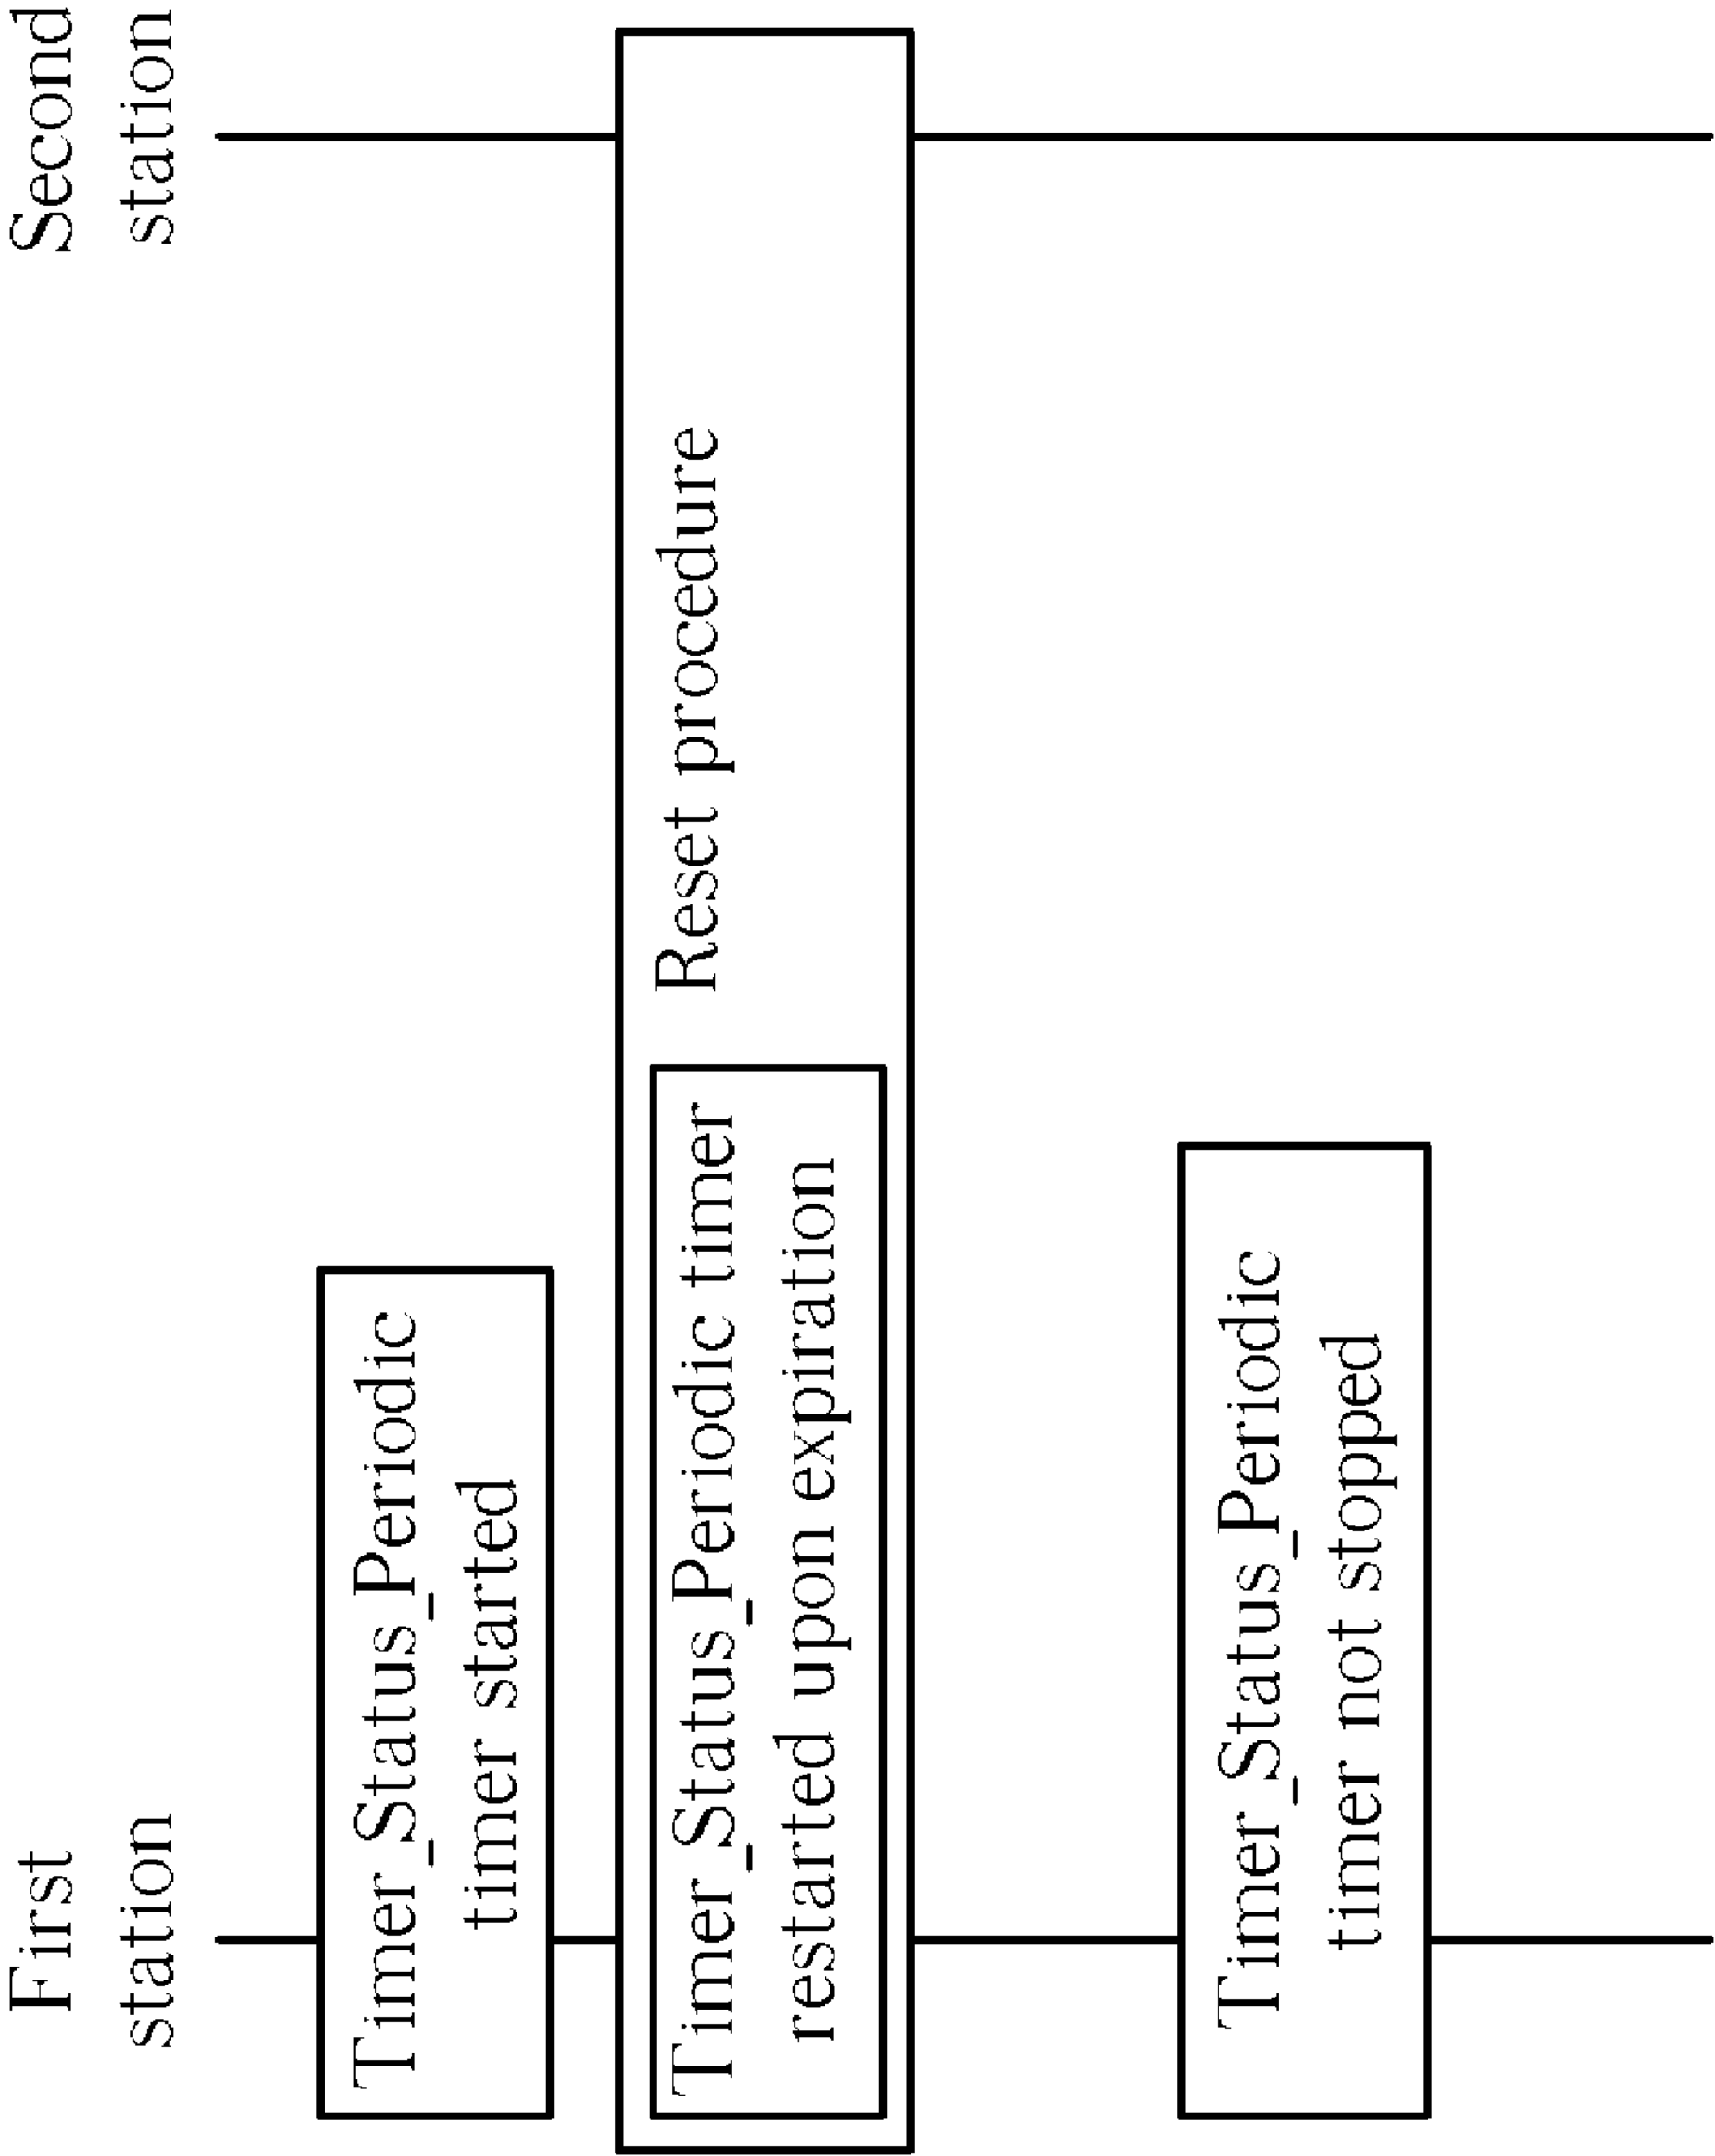 First
station
Second
station
Timer_Status_Periodic
timer started
Timer_Status_Periodic timer
restarted upon expiration
Reset procedure
Timer_Status_Periodic
timer not stopped